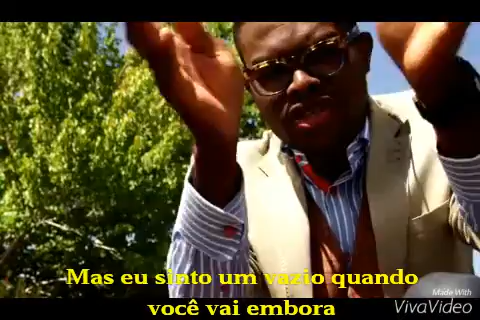 Mas eu sinto um vazio quando
você vai embora
Made With
VivaVideo